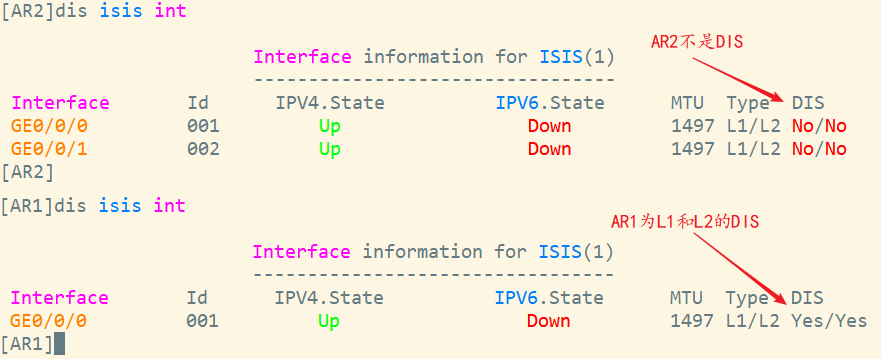 [AR2]dis isis int
AR2不是DIS
Interface information for ISIS(1)
---------------------------------
Interface Id IPV4.State IPV6.State MTU Type DIS
GE0/0/0 001 Up Down 1497 L1/L2 No/No
GE0/0/1 002 Up Down 1497 L1/L2 No/No
[AR2]
[AR1]dis isis int
AR1为L1和L2的DIS
Interface information for ISIS(1)
---------------------------------
Interface Id IPV4.State IPV6.State MTU Type DIS
GE0/0/0 001 Up Down 1497 L1/L2 Yes/Yes
[AR1]